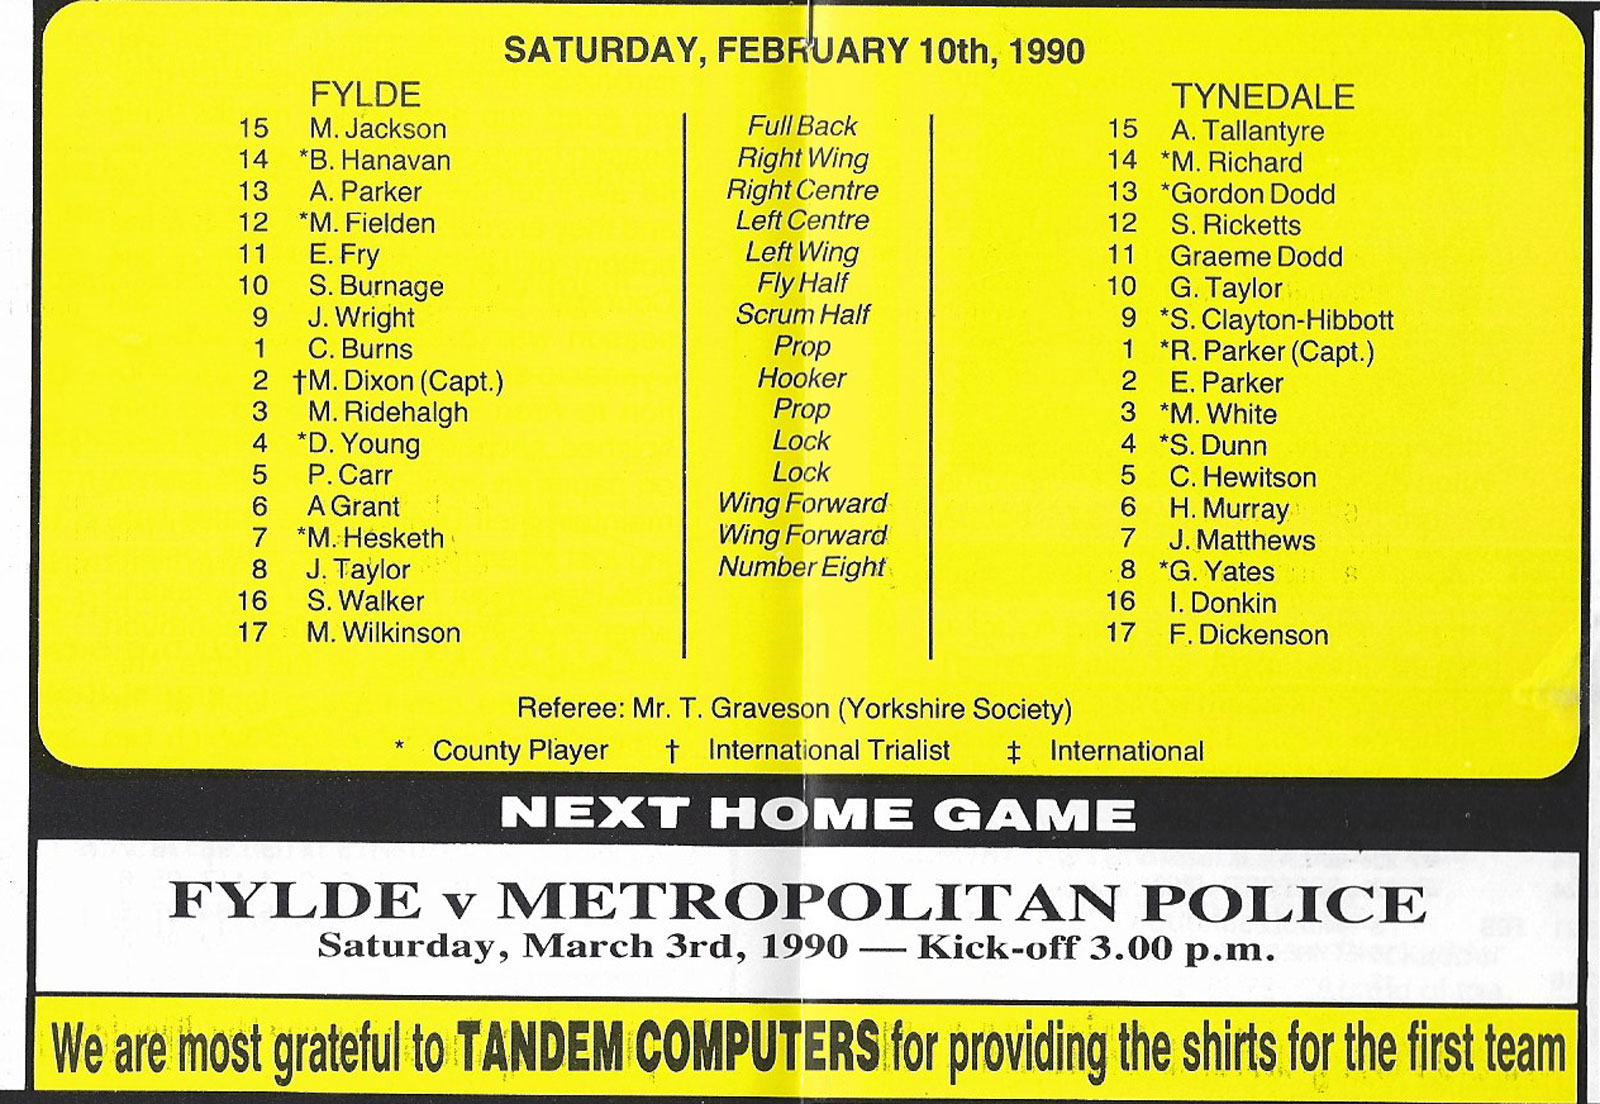 SATURDAY, FEBRUARY 10th, 1990
FYLDE TYNEDALE
15 M. Jackson Full Back 15 A. Tallantyre
14 *B. Hanavan Right Wing 14 *M. Richard
13 A. Parker Right Centre 13 *Gordon Dodd
12 *M. Fielden Left Centre 12 S. Ricketts
11 E. Fry Left Wing 11 Graeme Dodd
10 S. Burnage Fly Half 10 G. Taylor
9 J. Wright Scrum Half 9 *S. Clayton-Hibbott
1 C. Burns Prop 1 *R. Parker (Capt.)
2 †M. Dixon (Capt.) Hooker 2 E. Parker
3 M. Ridehalgh Prop 3 *M. White
4 *D. Young Lock 4 *S. Dunn
5 P. Carr Lock 5 C. Hewitson
6 A Grant Wing Forward 6 H. Murray
7 *M. Hesketh Wing Forward 7 J. Matthews
8 J. Taylor Number Eight 8 *G. Yates
16 S. Walker 16 I. Donkin
17 M. Wilkinson 17 F. Dickenson
Referee: Mr. T. Graveson (Yorkshire Society)
* County Player † International Trialist ‡ International
NEXT HOME GAME
FYLDE v METROPOLITAN POLICE
Saturday, March 3rd, 1990 — Kick-off 3.00 p.m.
We are most grateful to TANDEM COMPUTERS for providing the shirts for the first team